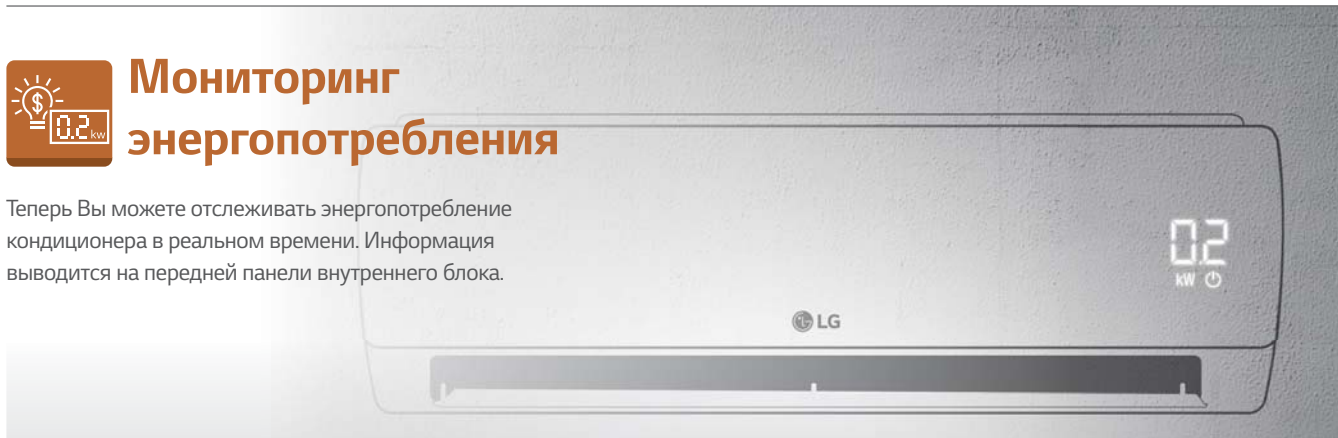 Мониторинг
энергопотребления
$
0.2 kw
Теперь Вы можете отслеживать энергопотребление
кондиционера в реальном времени. Информация
выводится на передней панели внутреннего блока.
0.2
kW
LG